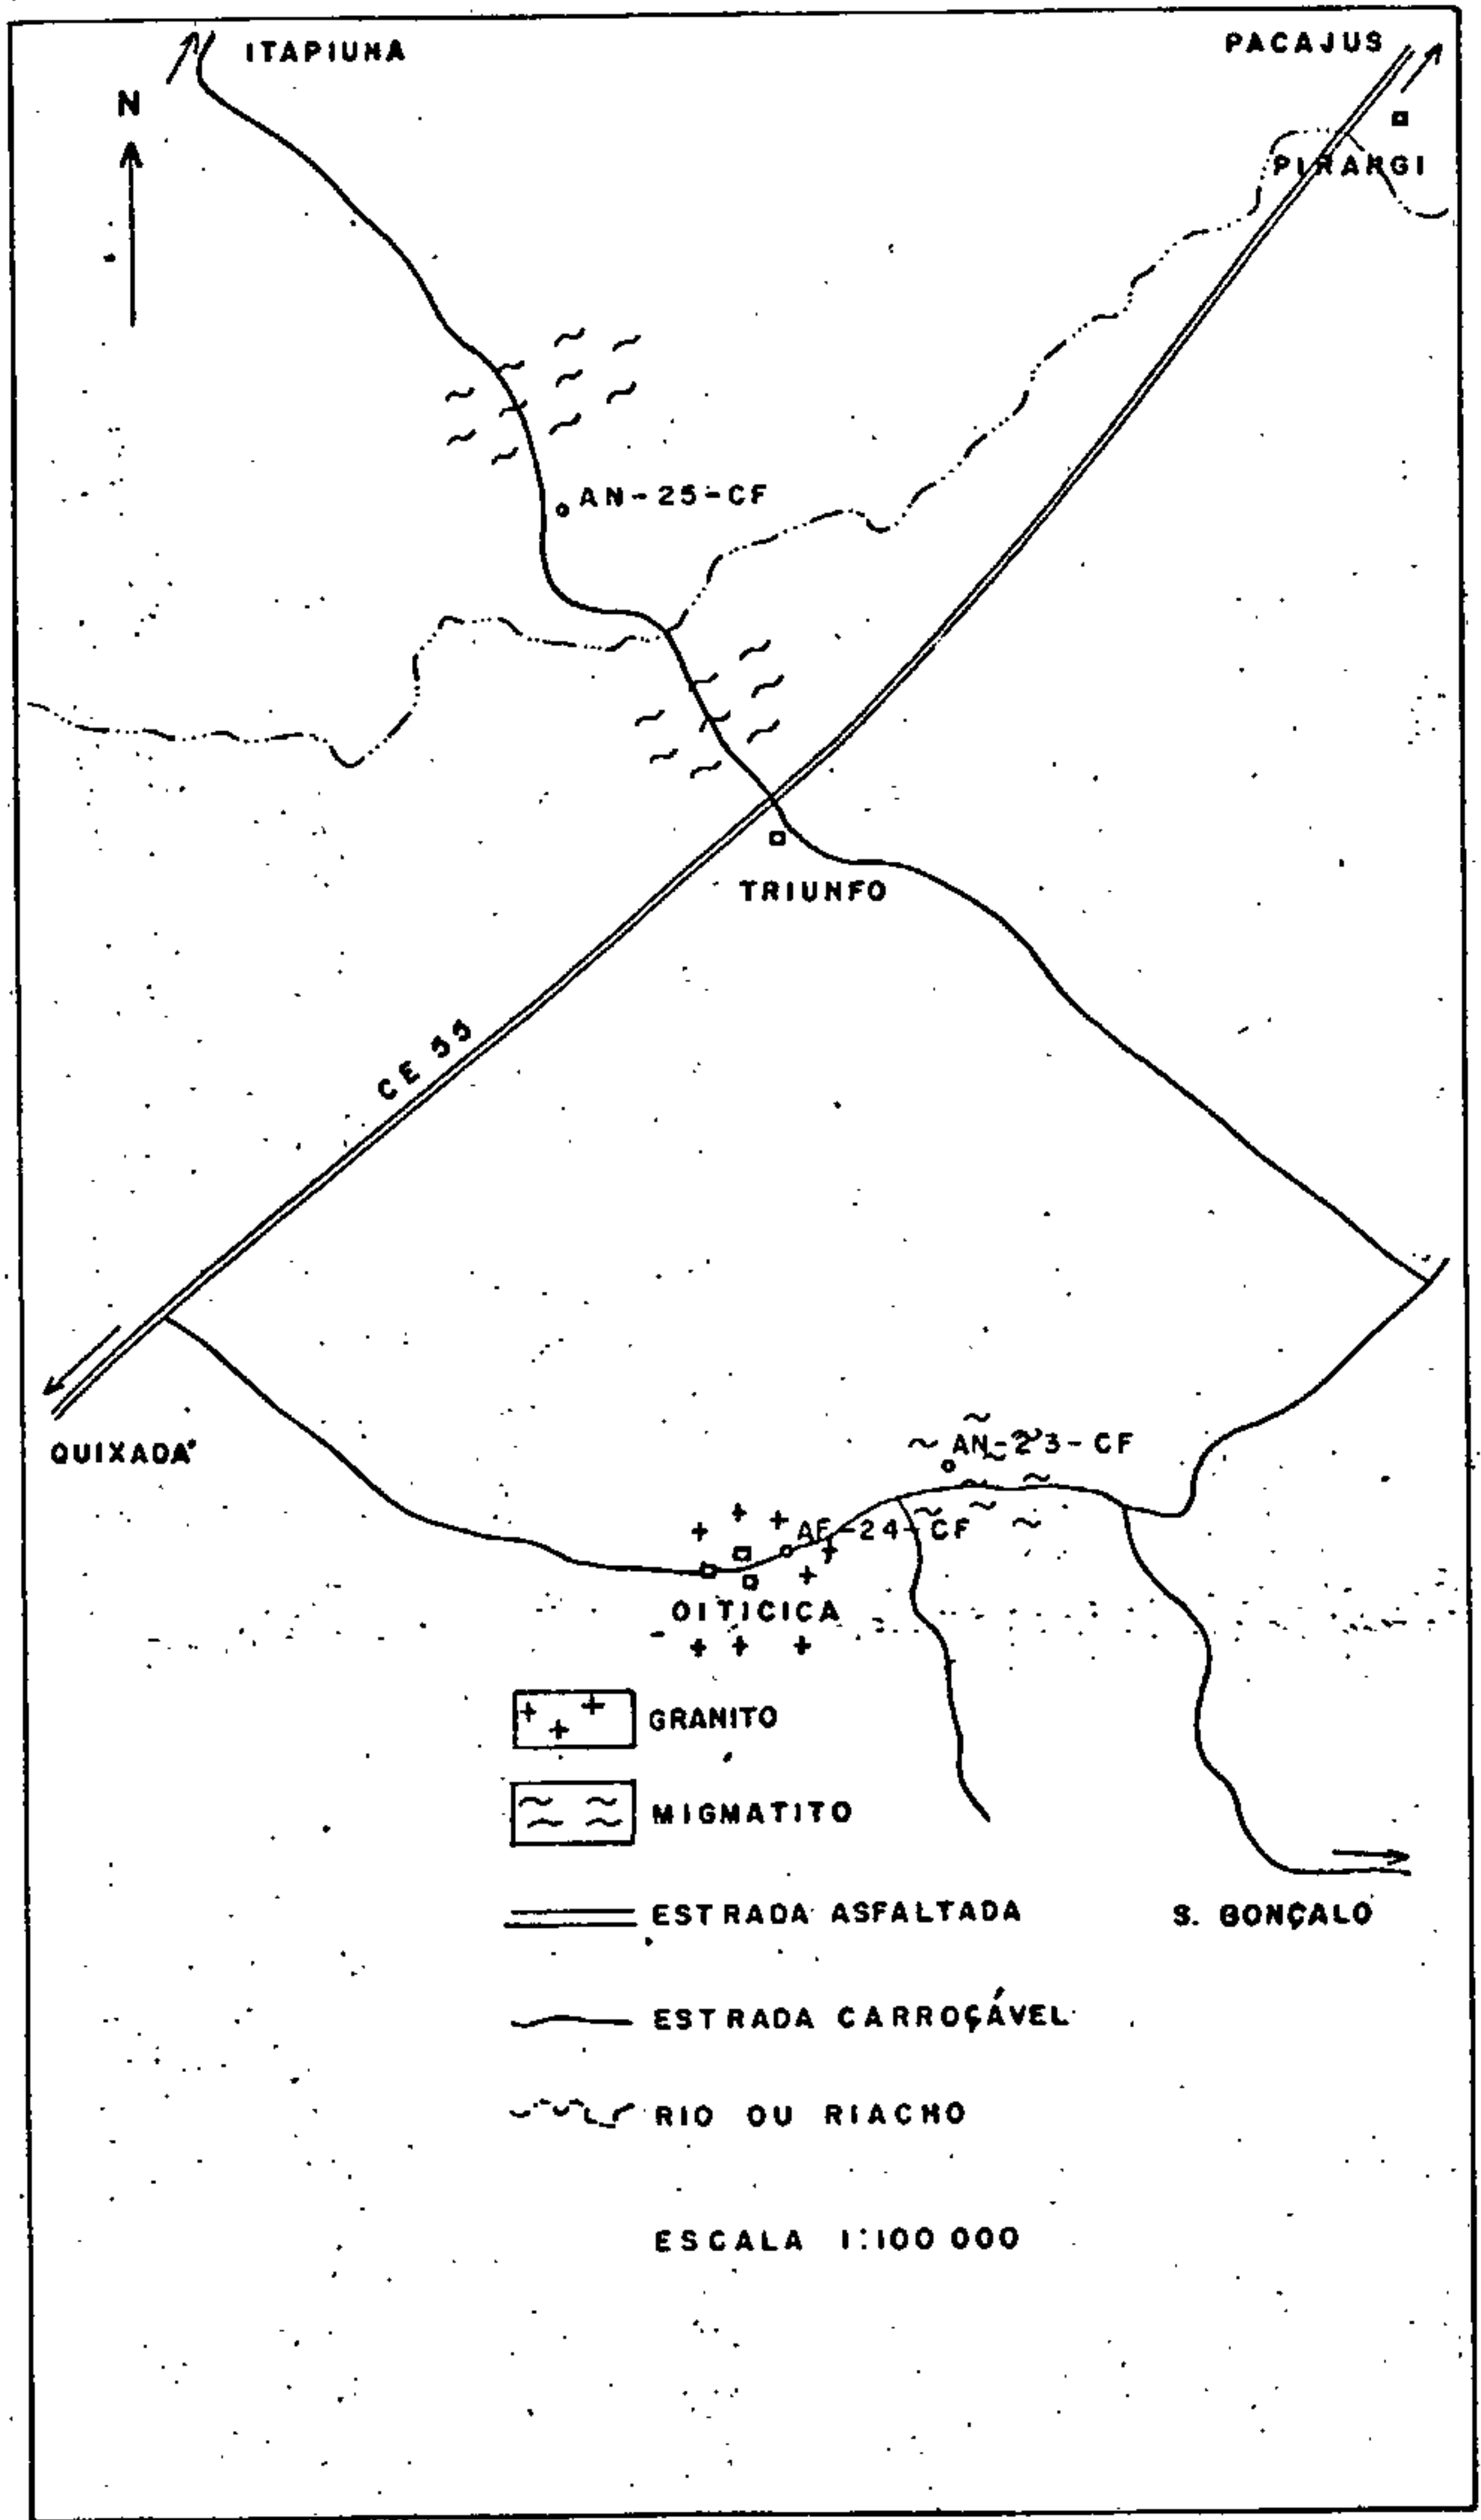 ITAPIUNA
PACAJUS
N
PIRANGI
AN-25-CF
TRIUNFO
CE 55
QUIXADÁ
AN-23-CF
AF-24-CF
OITICICA
GRANITO
MIGMATITO
ESTRADA ASFALTADA
S. GONÇALO
ESTRADA CARROÇÁVEL
RIO OU RIACHO
ESCALA 1:100 000